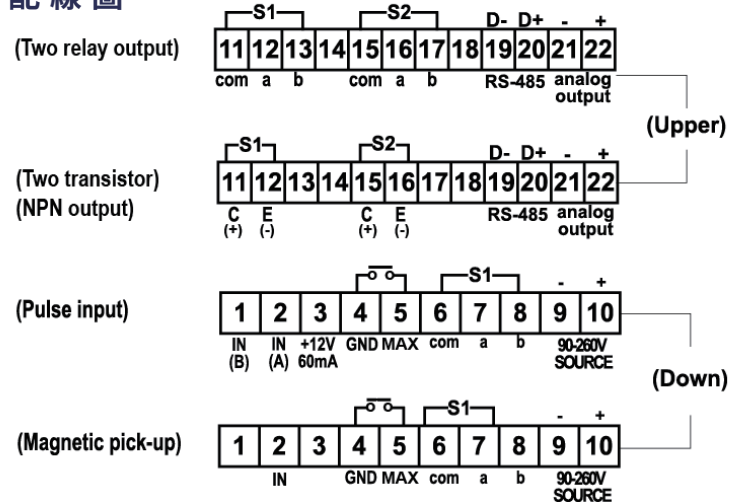 配線圖
S1 S2 D- D+ - +
(Two relay output) 11 12 13 14 15 16 17 18 19 20 21 22
com a b com a b RS-485 analog output
(Upper)
S1 S2 D- D+ - +
(Two transistor) 11 12 13 14 15 16 17 18 19 20 21 22
(NPN output) C (+) E (-) C (+) E (-) RS-485 analog output
S1 - +
(Pulse input) 1 2 3 4 5 6 7 8 9 10
IN (B) IN (A) +12V 60mA GND MAX com a b 90-260V SOURCE
(Down)
S1 - +
(Magnetic pick-up) 1 2 3 4 5 6 7 8 9 10
IN GND MAX com a b 90-260V SOURCE